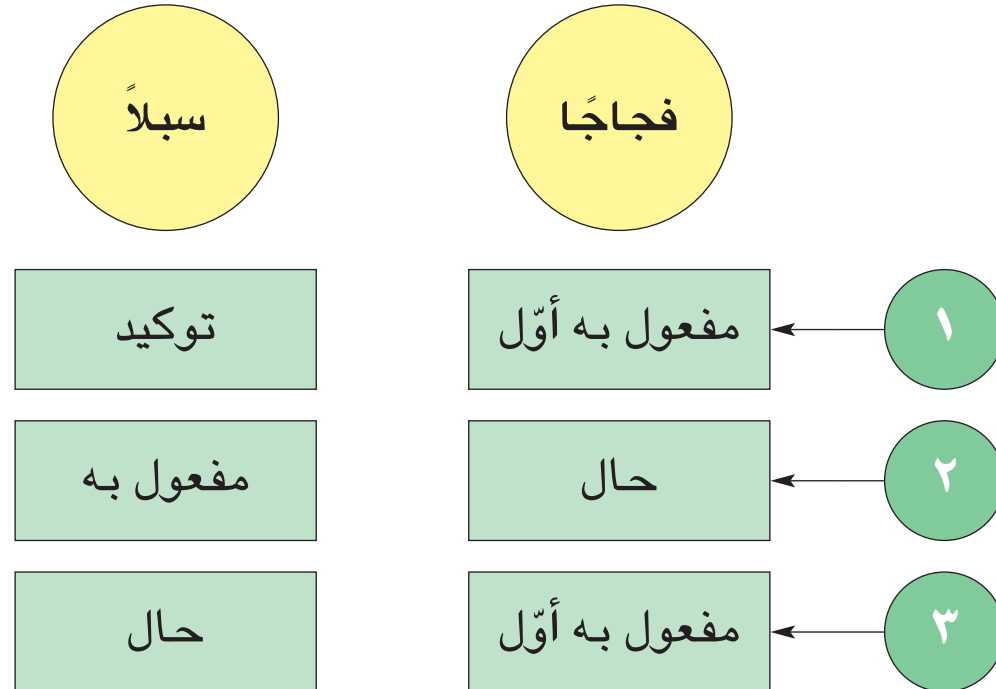 فجاجًا سبلاً
١ مفعول به أوّل توكيد
٢ حال مفعول به
٣ مفعول به أوّل حال